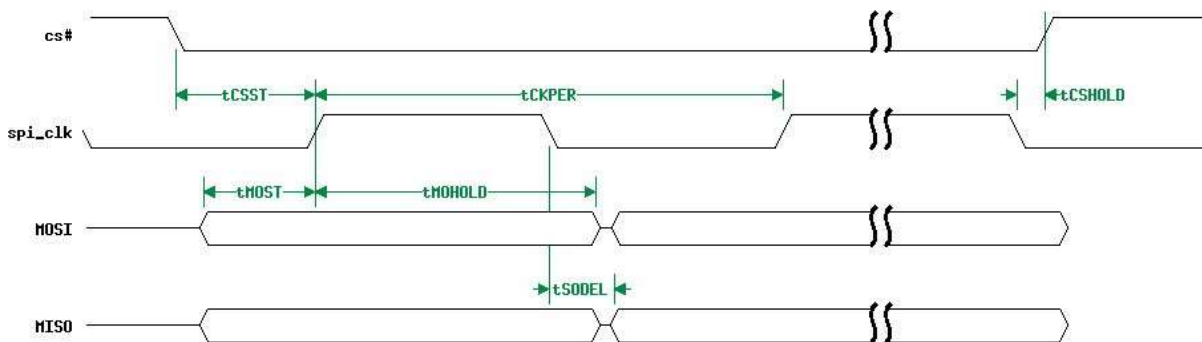 cs#
tCSST
tCKPER
tCSHOLD
spi_clk
tMOST
tMOHOLD
MOSI
tSODEL
MISO